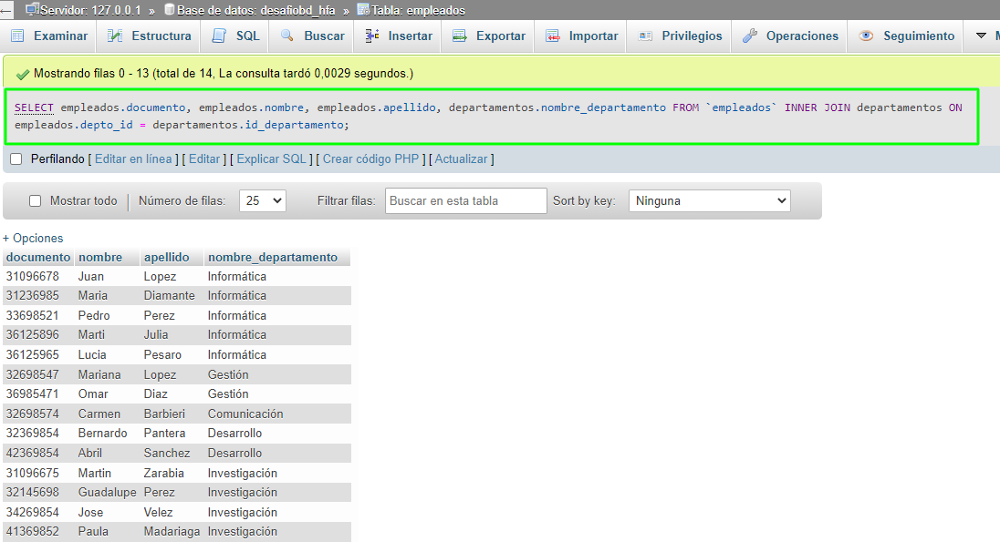 Servidor: 127.0.0.1 » Base de datos: desafiobd_hfa » Tabla: empleados
Examinar Estructura SQL Buscar Insertar Exportar Importar Privilegios Operaciones Seguimiento
Mostrando filas 0 - 13 (total de 14, La consulta tardó 0,0029 segundos.)
SELECT empleados.documento, empleados.nombre, empleados.apellido, departamentos.nombre_departamento FROM `empleados` INNER JOIN departamentos ON
empleados.depto_id = departamentos.id_departamento;
Perfilando [ Editar en línea ] [ Editar ] [ Explicar SQL ] [ Crear código PHP ] [ Actualizar ]
Mostrar todo | Número de filas: 25 Filtrar filas: Buscar en esta tabla Sort by key: Ninguna
+ Opciones
documento nombre apellido nombre_departamento
31096678 Juan Lopez Informática
31236985 Maria Diamante Informática
33698521 Pedro Perez Informática
36125896 Marti Julia Informática
36125965 Lucia Pesaro Informática
32698547 Mariana Lopez Gestión
36985471 Omar Diaz Gestión
32698574 Carmen Barbieri Comunicación
32369854 Bernardo Pantera Desarrollo
42369854 Abril Sanchez Desarrollo
31096675 Martin Zarabia Investigación
32145698 Guadalupe Perez Investigación
34269854 Jose Velez Investigación
41369852 Paula Madariaga Investigación